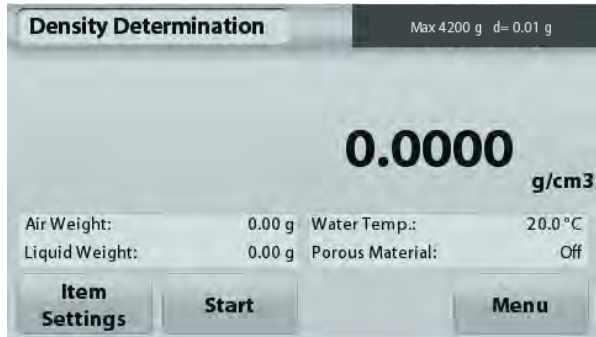 Density Determination
Max 4200 g d= 0.01 g
0.0000
g/cm3
Air Weight: 0.00 g Water Temp.: 20.0 °C
Liquid Weight: 0.00 g Porous Material: Off
Item
Settings
Start
Menu